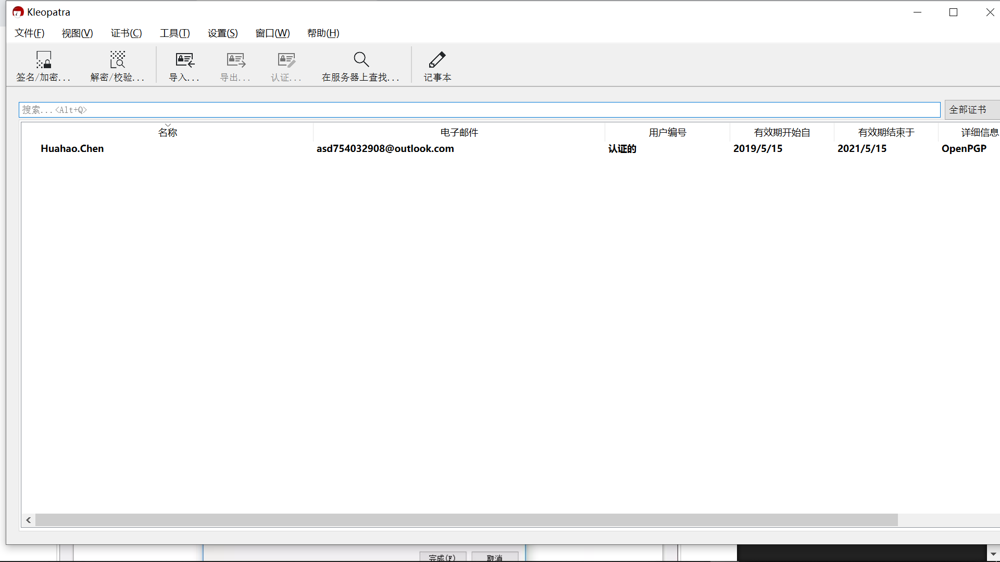 Kleopatra
文件(F) 视图(V) 证书(C) 工具(T) 设置(S) 窗口(W) 帮助(H)
签名/加密... 解密/校验... 导入... 导出... 认证... 在服务器上查找... 记事本
搜索...<Alt+Q> 全部证书
名称 电子邮件 用户编号 有效期开始自 有效期结束于 详细信息
Huahao.Chen asd754032908@outlook.com 认证的 2019/5/15 2021/5/15 OpenPGP
完成(F) 取消